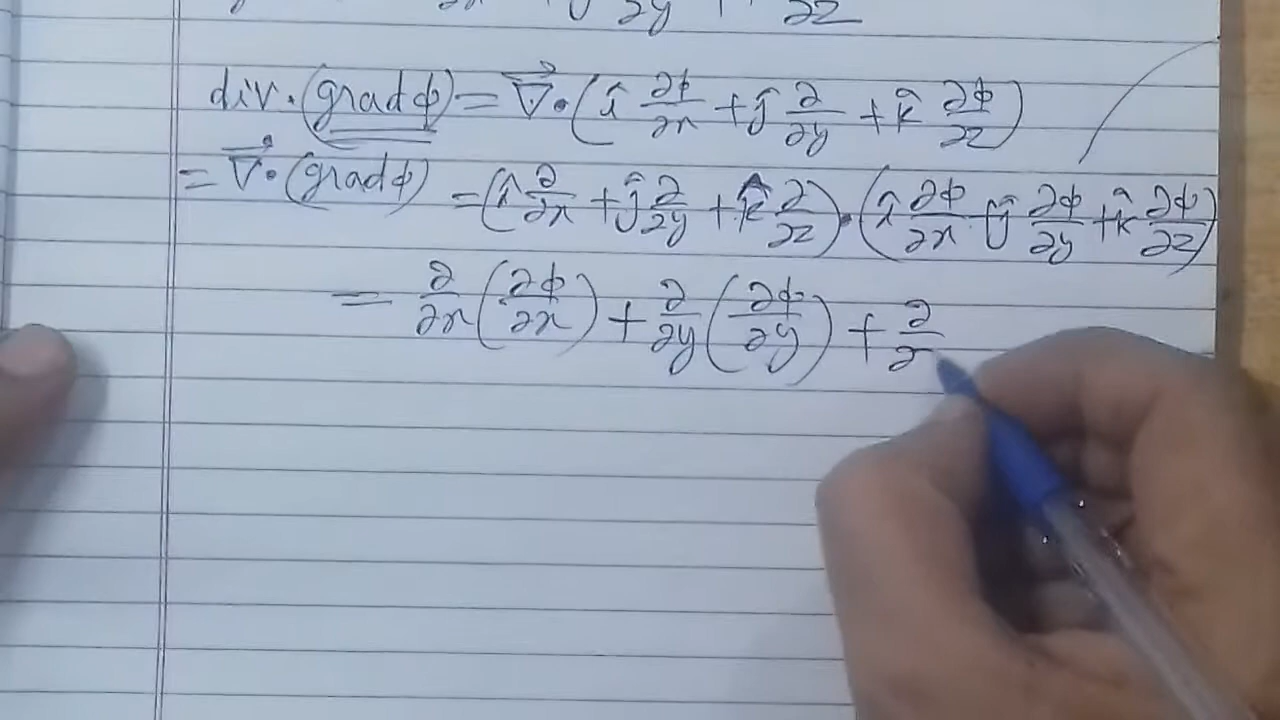 ∂x + ĵ ∂y + ∂z
div.(grad ϕ) = ∇⃗.(î ∂ϕ/∂x + ĵ ∂/∂y + k̂ ∂ϕ/∂z)
= ∇⃗.(grad ϕ) = (î ∂/∂x + ĵ ∂/∂y + k̂ ∂/∂z).(î ∂ϕ/∂x + ĵ ∂ϕ/∂y + k̂ ∂ϕ/∂z)
= ∂/∂x (∂ϕ/∂x) + ∂/∂y (∂ϕ/∂y) + ∂/∂